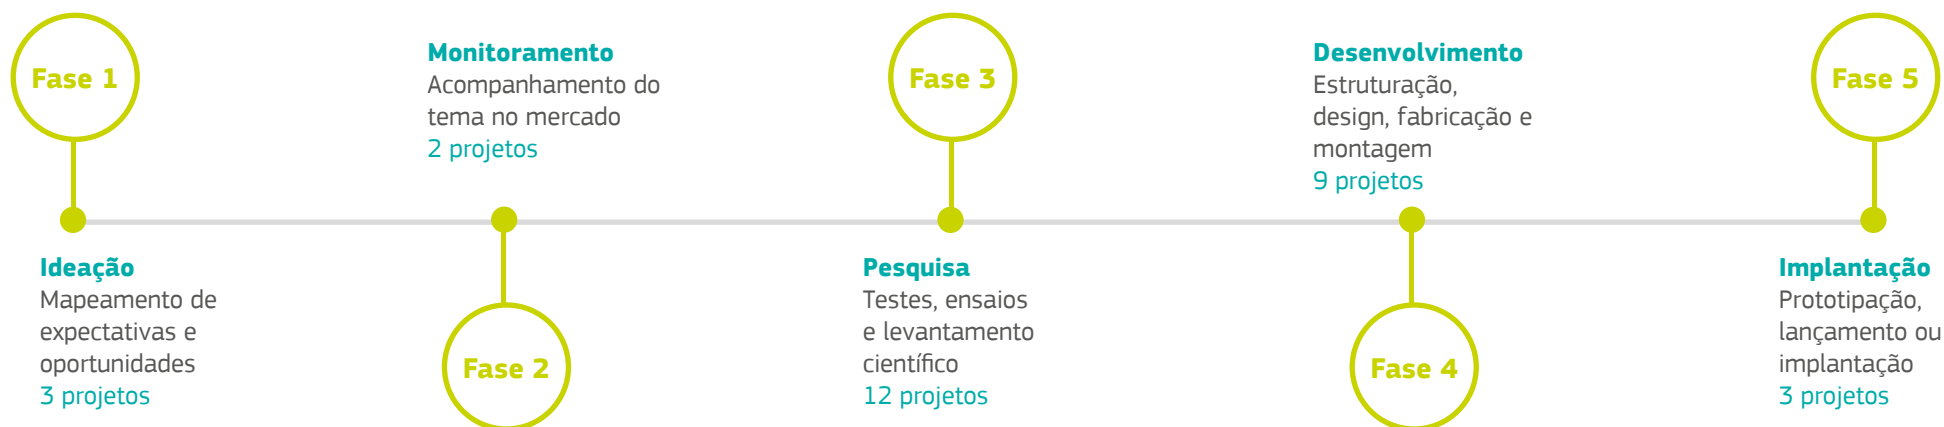 Fase 1
Ideação
Mapeamento de
expectativas e
oportunidades
3 projetos
Monitoramento
Acompanhamento do
tema no mercado
2 projetos
Fase 2
Fase 3
Pesquisa
Testes, ensaios
e levantamento
científico
12 projetos
Desenvolvimento
Estruturação,
design, fabricação e
montagem
9 projetos
Fase 4
Fase 5
Implantação
Prototipação,
lançamento ou
implantação
3 projetos